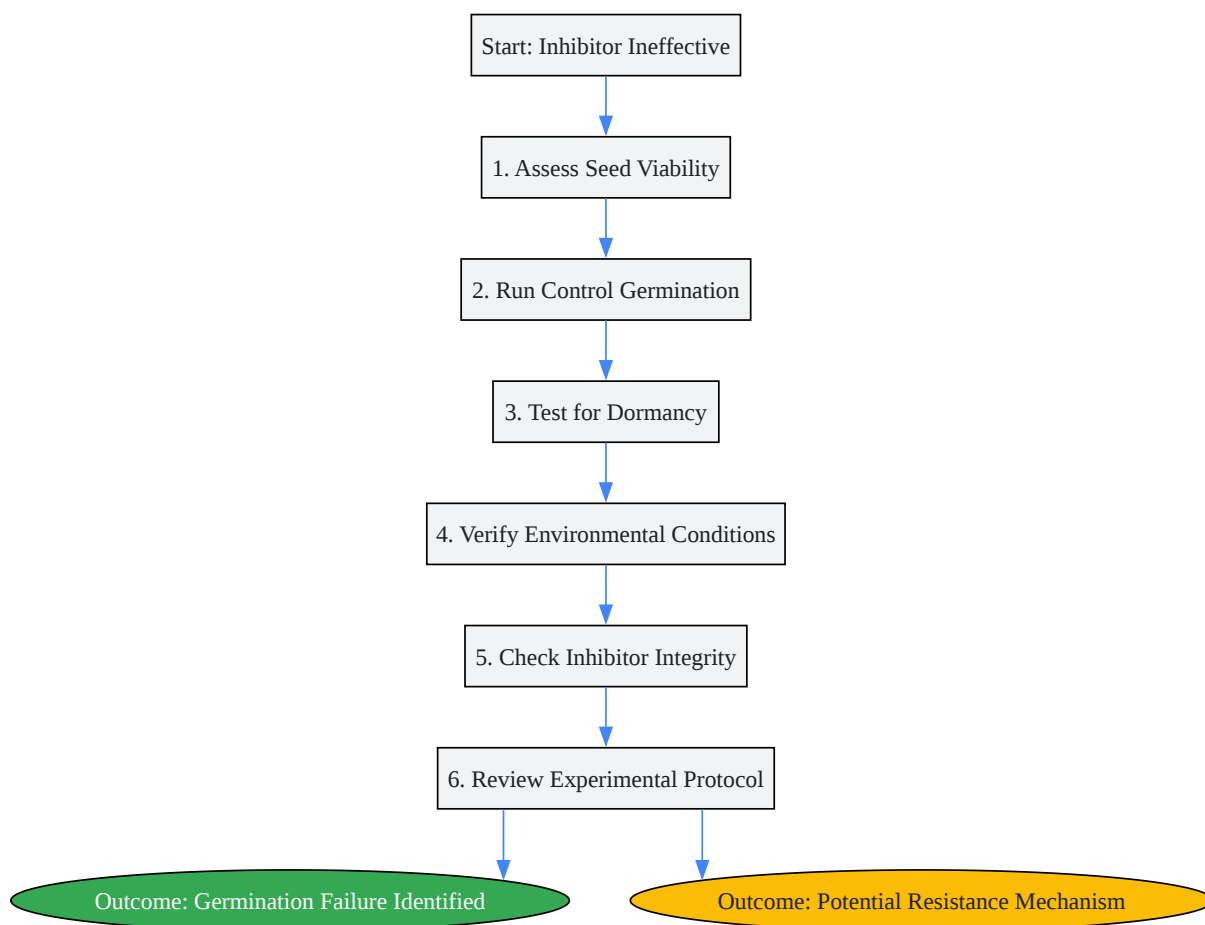 Start: Inhibitor Ineffective
1. Assess Seed Viability
2. Run Control Germination
3. Test for Dormancy
4. Verify Environmental Conditions
5. Check Inhibitor Integrity
6. Review Experimental Protocol
Outcome: Germination Failure Identified
Outcome: Potential Resistance Mechanism